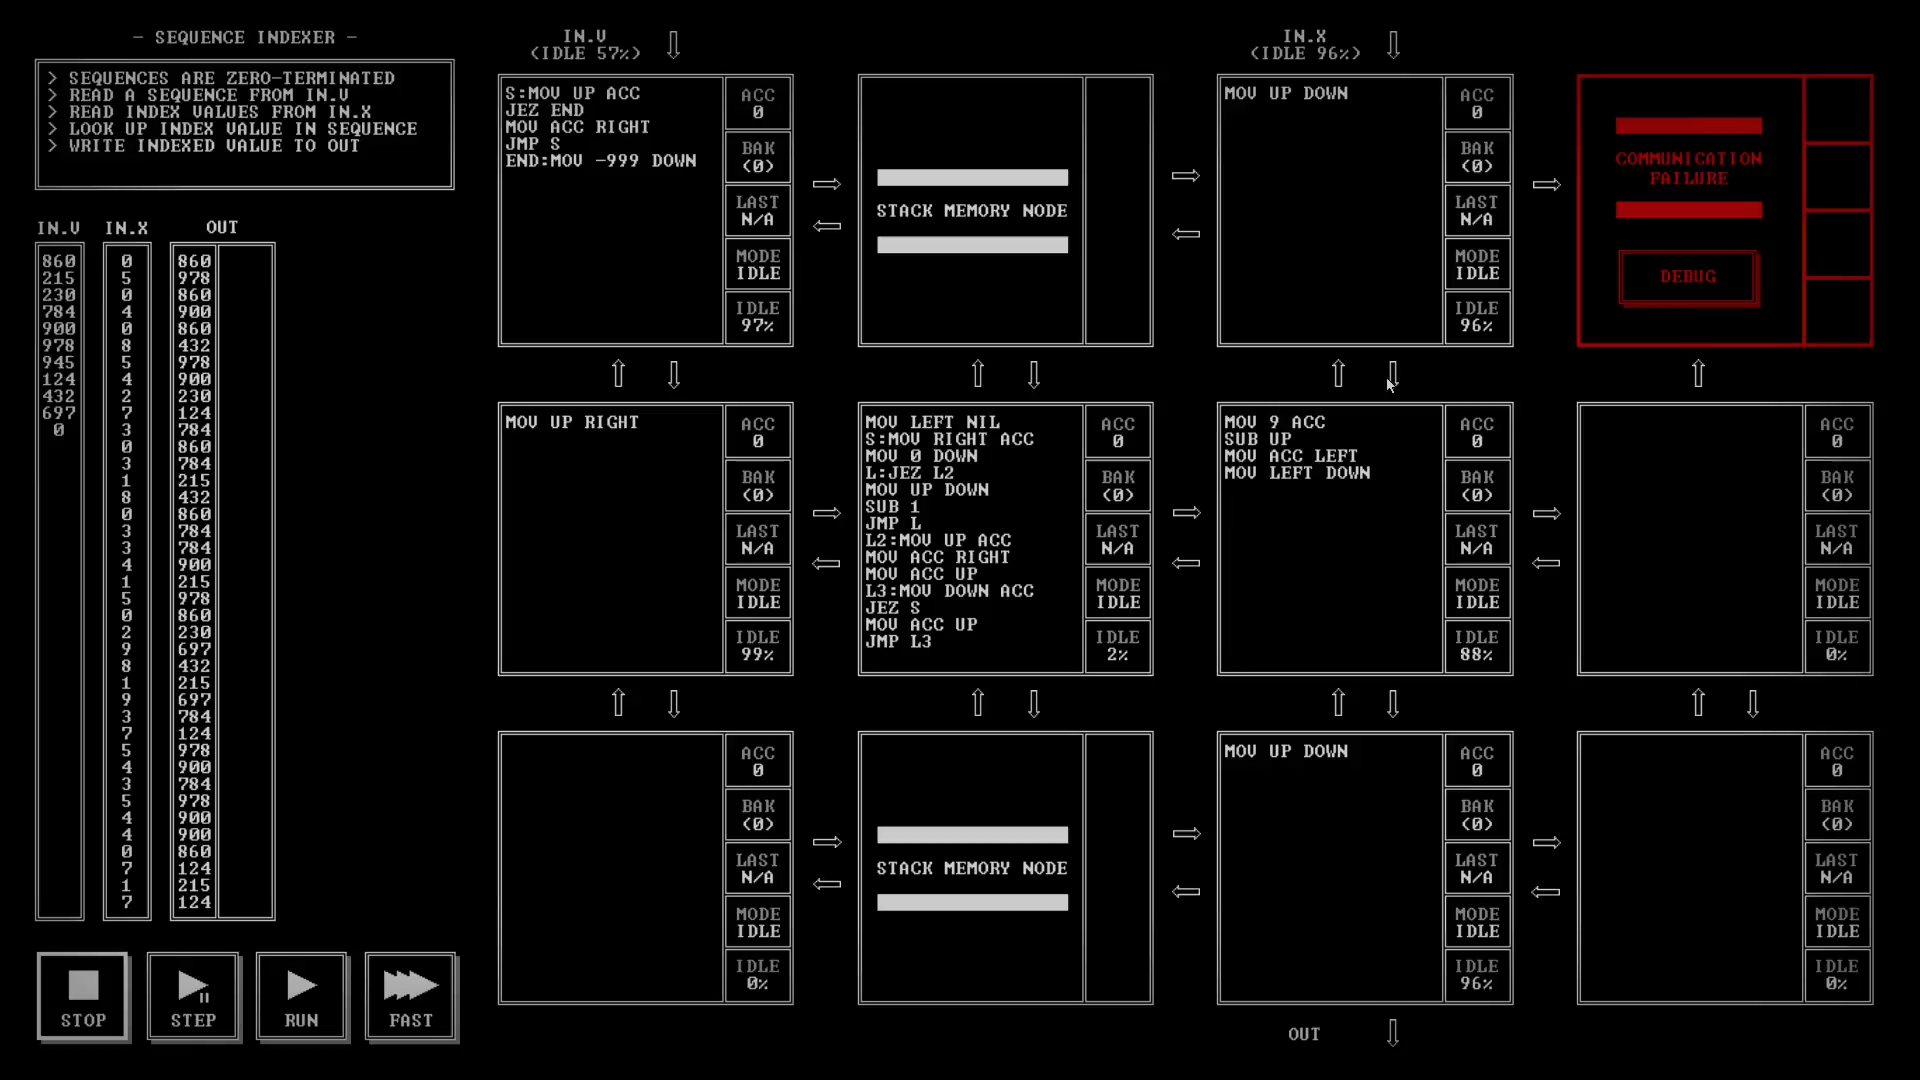 - SEQUENCE INDEXER -
> SEQUENCES ARE ZERO-TERMINATED
> READ A SEQUENCE FROM IN.V
> READ INDEX VALUES FROM IN.X
> LOOK UP INDEX VALUE IN SEQUENCE
> WRITE INDEXED VALUE TO OUT
IN.V IN.X OUT
860 0 860
215 5 978
230 0 860
784 4 900
900 0 860
978 8 432
945 5 978
124 4 900
432 2 230
697 7 124
0 3 784
0 860
3 784
1 215
8 432
0 860
3 784
3 784
4 900
1 215
5 978
0 860
2 230
9 697
8 432
1 215
9 697
3 784
7 124
5 978
4 900
3 784
5 978
4 900
4 900
0 860
7 124
1 215
7 124
STOP
STEP
RUN
FAST
IN.V
(IDLE 57%)
IN.X
(IDLE 96%)
S:MOV UP ACC
JEZ END
MOV ACC RIGHT
JMP S
END:MOV -999 DOWN
ACC
0
BAK
(0)
LAST
N/A
MODE
IDLE
IDLE
97%
STACK MEMORY NODE
MOV UP DOWN
ACC
0
BAK
(0)
LAST
N/A
MODE
IDLE
IDLE
96%
COMMUNICATION
FAILURE
DEBUG
MOV UP RIGHT
ACC
0
BAK
(0)
LAST
N/A
MODE
IDLE
IDLE
99%
MOV LEFT NIL
S:MOV RIGHT ACC
MOV 0 DOWN
L:JEZ L2
MOV UP DOWN
SUB 1
JMP L
L2:MOV UP ACC
MOV ACC RIGHT
MOV ACC UP
L3:MOV DOWN ACC
JEZ S
MOV ACC UP
JMP L3
ACC
0
BAK
(0)
LAST
N/A
MODE
IDLE
IDLE
2%
MOV 9 ACC
SUB UP
MOV ACC LEFT
MOV LEFT DOWN
ACC
0
BAK
(0)
LAST
N/A
MODE
IDLE
IDLE
88%
ACC
0
BAK
(0)
LAST
N/A
MODE
IDLE
IDLE
0%
ACC
0
BAK
(0)
LAST
N/A
MODE
IDLE
IDLE
0%
STACK MEMORY NODE
MOV UP DOWN
ACC
0
BAK
(0)
LAST
N/A
MODE
IDLE
IDLE
96%
ACC
0
BAK
(0)
LAST
N/A
MODE
IDLE
IDLE
0%
OUT